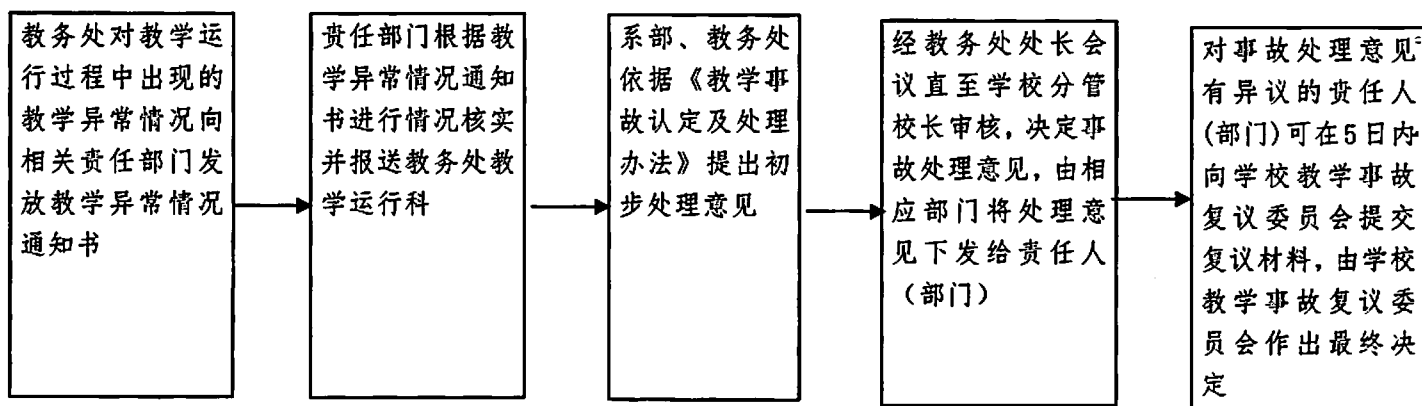 教务处对教学运
行过程中出现的
教学异常情况向
相关责任部门发
放教学异常情况
通知书
责任部门根据教
学异常情况通知
书进行情况核实
并报送教务处教
学运行科
系部、教务处
依据《教学事
故认定及处理
办法》提出初
步处理意见
经教务处处长会
议直至学校分管
校长审核，决定事
故处理意见，由相
应部门将处理意
见下发给责任人
（部门）
对事故处理意见
有异议的责任人
(部门)可在5日内
向学校教学事故
复议委员会提交
复议材料，由学校
教学事故复议委
员会作出最终决
定